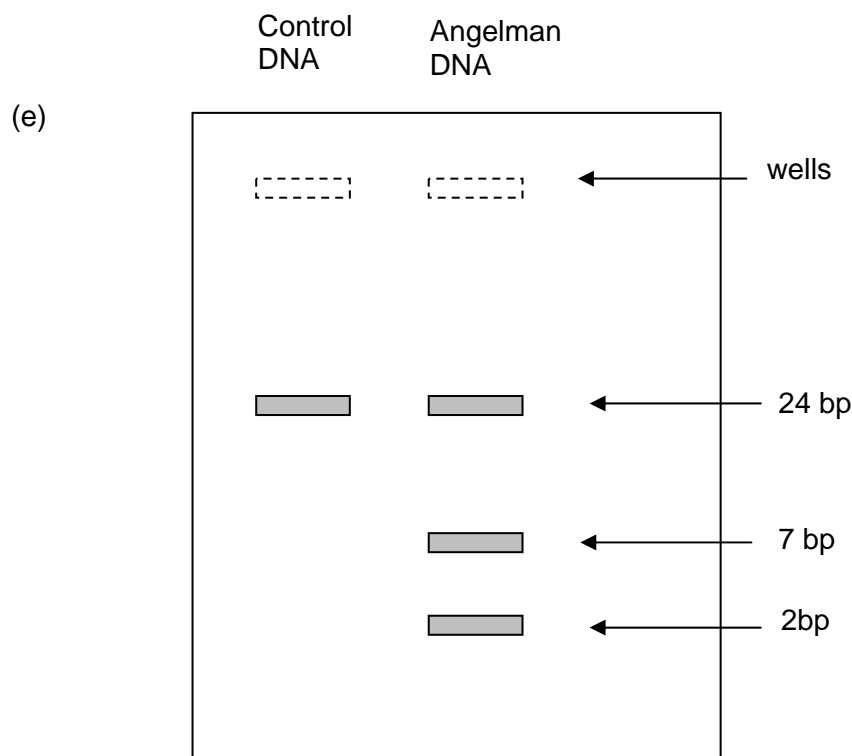 Control
DNA
Angelman
DNA
(e)
wells
24 bp
7 bp
2bp